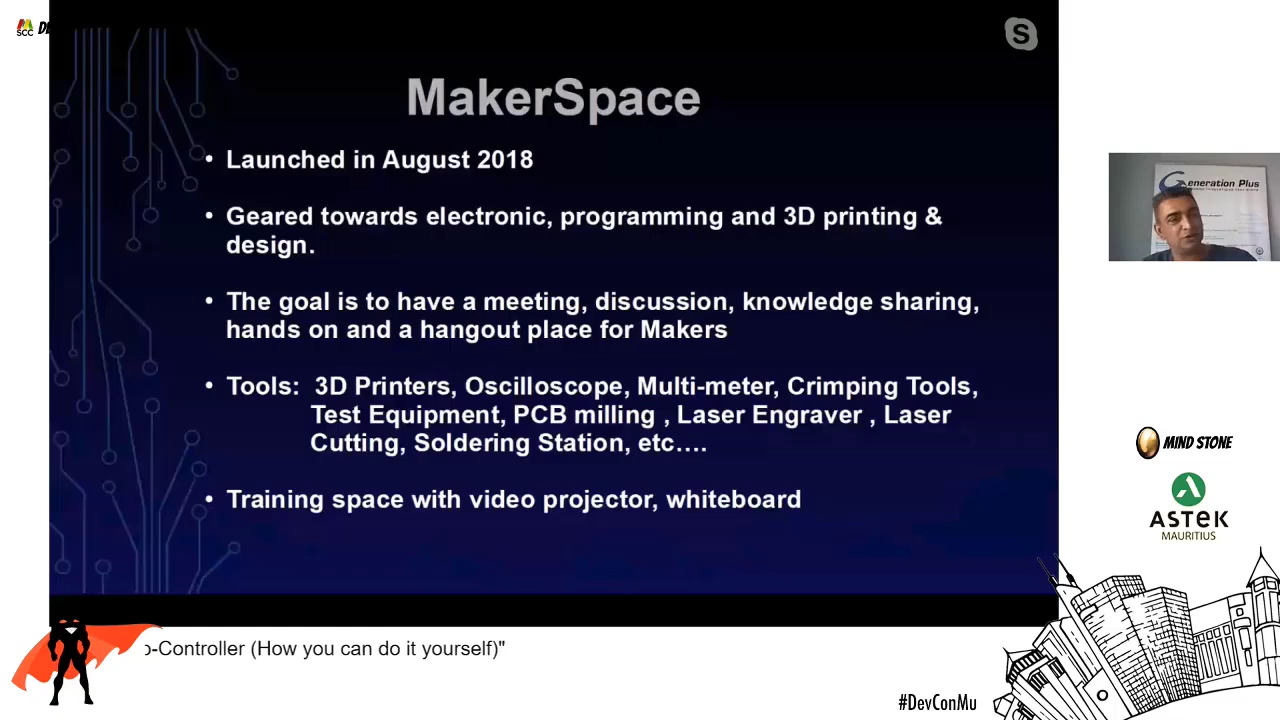 SCC
MakerSpace
• Launched in August 2018
• Geared towards electronic, programming and 3D printing &
design.
• The goal is to have a meeting, discussion, knowledge sharing,
hands on and a hangout place for Makers
• Tools: 3D Printers, Oscilloscope, Multi-meter, Crimping Tools,
Test Equipment, PCB milling , Laser Engraver , Laser
Cutting, Soldering Station, etc....
• Training space with video projector, whiteboard
Generation Plus
MIND STONE
ASTEK
MAURITIUS
o-Controller (How you can do it yourself)"
#DevConMu